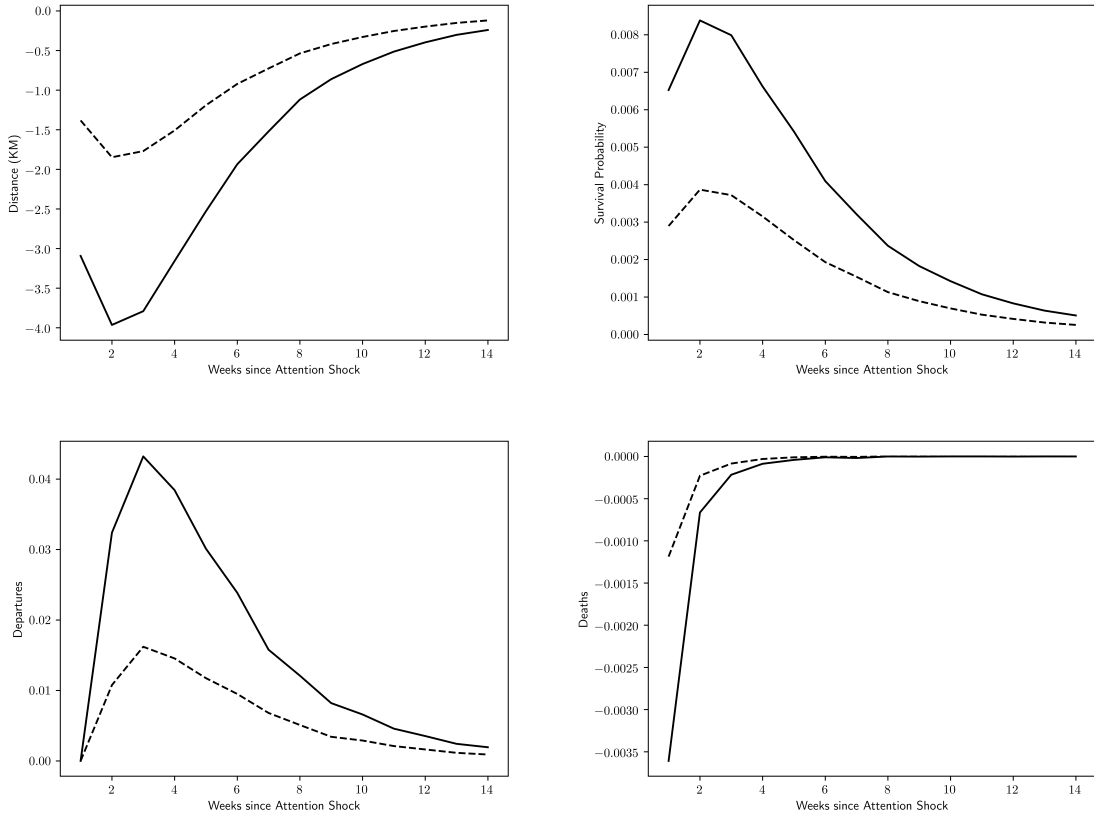 0.0
−0.5
−1.0
−1.5
−2.0
−2.5
−3.0
−3.5
−4.0
Distance (KM)
2 4 6 8 10 12 14
Weeks since Attention Shock
0.008
0.007
0.006
0.005
0.004
0.003
0.002
0.001
0.000
Survival Probability
2 4 6 8 10 12 14
Weeks since Attention Shock
0.04
0.03
0.02
0.01
0.00
Departures
2 4 6 8 10 12 14
Weeks since Attention Shock
0.0000
−0.0005
−0.0010
−0.0015
−0.0020
−0.0025
−0.0030
−0.0035
Deaths
2 4 6 8 10 12 14
Weeks since Attention Shock